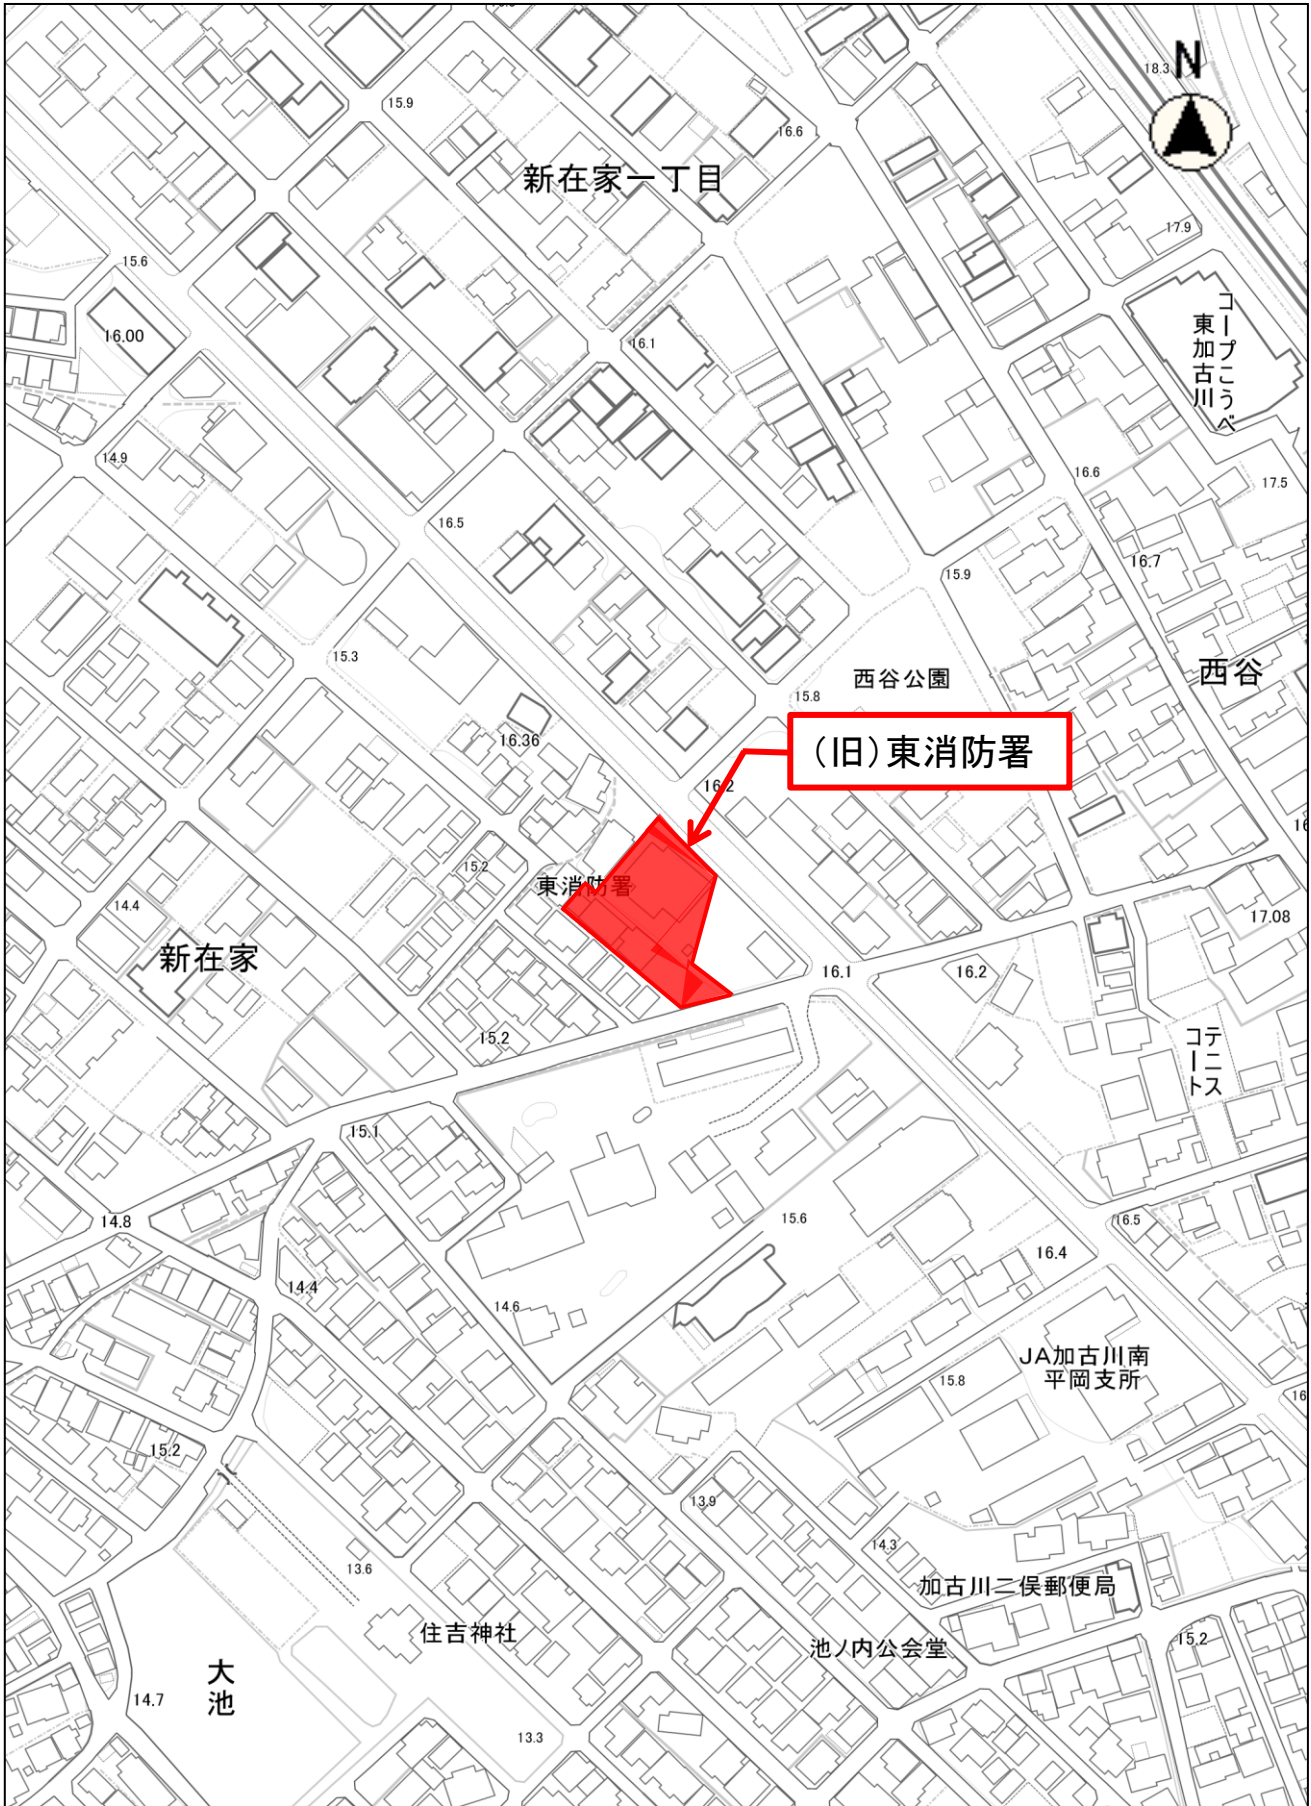 N
18.3
15.9
16.6
新在家一丁目
17.9
15.6
コープこうべ
東加古川
16.00
16.1
14.9
16.6
17.5
16.5
16.7
15.9
15.3
西谷公園
西谷
15.8
16.36
(旧)東消防署
16.2
15.2
東消防署
14.4
17.08
新在家
16.1
16.2
15.2
テニス
コート
15.1
14.8
15.6
16.5
16.4
14.4
14.6
JA加古川南
平岡支所
15.8
15.2
13.9
14.3
13.6
加古川二俣郵便局
住吉神社
池ノ内公会堂
15.2
大池
14.7
13.3